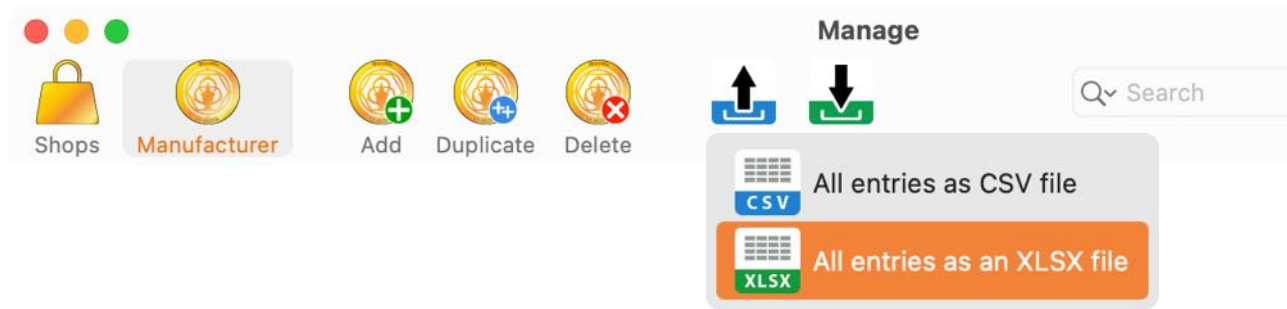 Manage
Search
Shops
Manufacturer
Add
Duplicate
Delete
CSV
All entries as CSV file
XLSX
All entries as an XLSX file